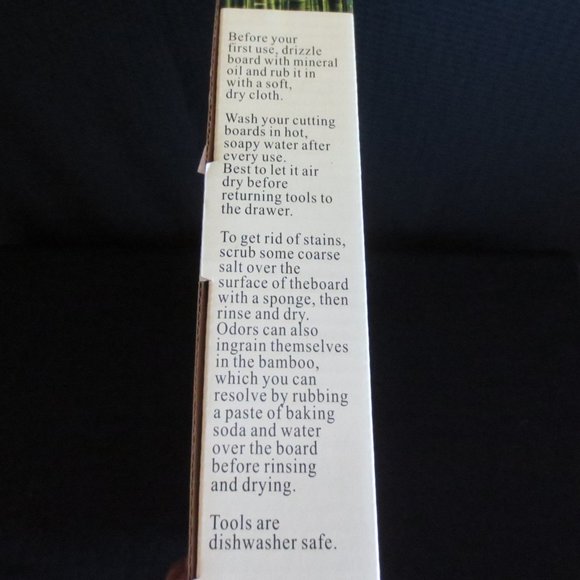 Before your
first use, drizzle
board with mineral
oil and rub it in
with a soft,
dry cloth.
Wash your cutting
boards in hot,
soapy water after
every use.
Best to let it air
dry before
returning tools to
the drawer.
To get rid of stains,
scrub some coarse
salt over the
surface of theboard
with a sponge, then
rinse and dry.
Odors can also
ingrain themselves
in the bamboo,
which you can
resolve by rubbing
a paste of baking
soda and water
over the board
before rinsing
and drying.
Tools are
dishwasher safe.